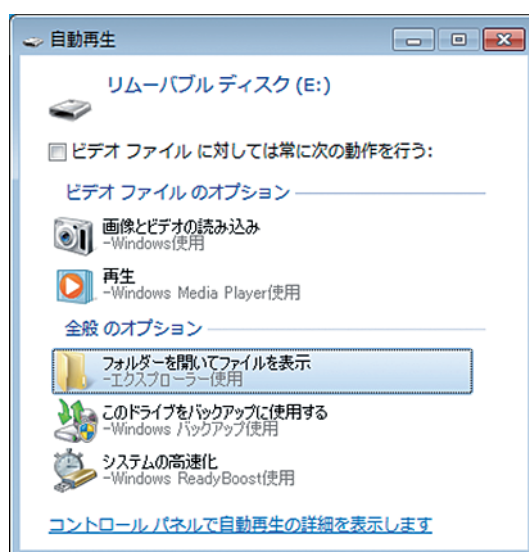 自動再生
リムーバブル ディスク (E:)
ビデオ ファイル に対しては常に次の動作を行う:
ビデオ ファイル のオプション
画像とビデオの読み込み
-Windows使用
再生
-Windows Media Player使用
全般 のオプション
フォルダーを開いてファイルを表示
-エクスプローラー使用
このドライブをバックアップに使用する
-Windows バックアップ使用
システムの高速化
-Windows ReadyBoost使用
コントロール パネルで自動再生の詳細を表示します